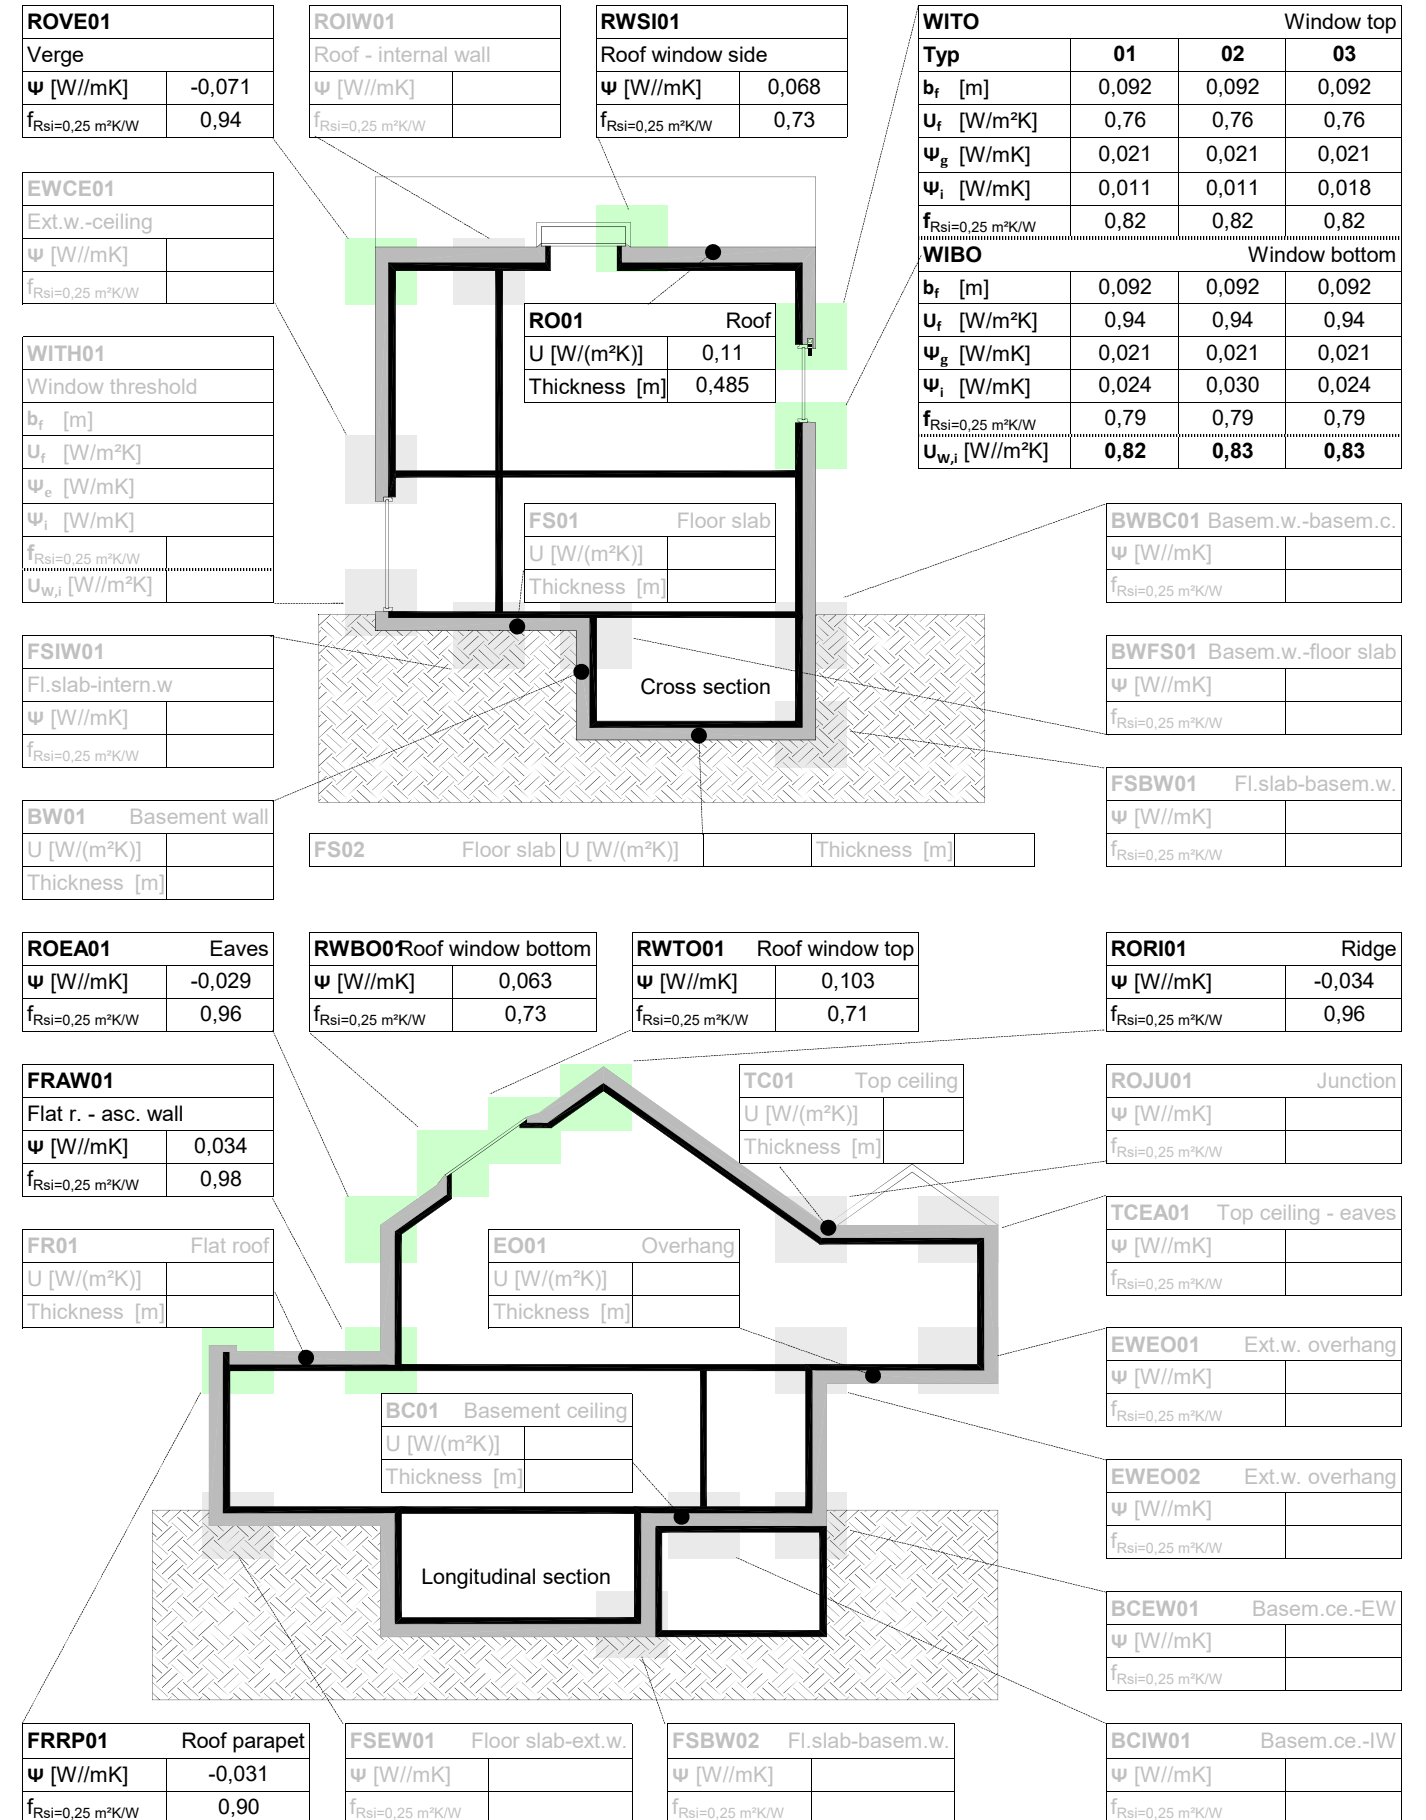 ROVE01
Verge
Ψ [W//mK] -0,071
fRsi=0,25 m²K/W 0,94
ROIW01
Roof - internal wall
Ψ [W//mK]
fRsi=0,25 m²K/W
RWSI01
Roof window side
Ψ [W//mK] 0,068
fRsi=0,25 m²K/W 0,73
WITO Window top
Typ 01 02 03
bf [m] 0,092 0,092 0,092
Uf [W/m²K] 0,76 0,76 0,76
Ψg [W/mK] 0,021 0,021 0,021
Ψi [W/mK] 0,011 0,011 0,018
fRsi=0,25 m²K/W 0,82 0,82 0,82
WIBO Window bottom
bf [m] 0,092 0,092 0,092
Uf [W/m²K] 0,94 0,94 0,94
Ψg [W/mK] 0,021 0,021 0,021
Ψi [W/mK] 0,024 0,030 0,024
fRsi=0,25 m²K/W 0,79 0,79 0,79
UW,i [W//m²K] 0,82 0,83 0,83
EWCE01
Ext.w.-ceiling
Ψ [W//mK]
fRsi=0,25 m²K/W
RO01 Roof
U [W/(m²K)] 0,11
Thickness [m] 0,485
WITH01
Window threshold
bf [m]
Uf [W/m²K]
Ψe [W/mK]
Ψi [W/mK]
fRsi=0,25 m²K/W
UW,i [W//m²K]
FS01 Floor slab
U [W/(m²K)]
Thickness [m]
BWBC01 Basem.w.-basem.c.
Ψ [W//mK]
fRsi=0,25 m²K/W
FSIW01
Fl.slab-intern.w
Ψ [W//mK]
fRsi=0,25 m²K/W
Cross section
BWFS01 Basem.w.-floor slab
Ψ [W//mK]
fRsi=0,25 m²K/W
FSBW01 Fl.slab-basem.w.
Ψ [W//mK]
fRsi=0,25 m²K/W
BW01 Basement wall
U [W/(m²K)]
Thickness [m]
FS02 Floor slab U [W/(m²K)] Thickness [m]
ROEA01 Eaves
Ψ [W//mK] -0,029
fRsi=0,25 m²K/W 0,96
RWBO01 Roof window bottom
Ψ [W//mK] 0,063
fRsi=0,25 m²K/W 0,73
RWTO01 Roof window top
Ψ [W//mK] 0,103
fRsi=0,25 m²K/W 0,71
RORI01 Ridge
Ψ [W//mK] -0,034
fRsi=0,25 m²K/W 0,96
FRAW01
Flat r. - asc. wall
Ψ [W//mK] 0,034
fRsi=0,25 m²K/W 0,98
TC01 Top ceiling
U [W/(m²K)]
Thickness [m]
ROJU01 Junction
Ψ [W//mK]
fRsi=0,25 m²K/W
TCEA01 Top ceiling - eaves
Ψ [W//mK]
fRsi=0,25 m²K/W
FR01 Flat roof
U [W/(m²K)]
Thickness [m]
EO01 Overhang
U [W/(m²K)]
Thickness [m]
EWEO01 Ext.w. overhang
Ψ [W//mK]
fRsi=0,25 m²K/W
BC01 Basement ceiling
U [W/(m²K)]
Thickness [m]
EWEO02 Ext.w. overhang
Ψ [W//mK]
fRsi=0,25 m²K/W
Longitudinal section
BCEW01 Basem.ce.-EW
Ψ [W//mK]
fRsi=0,25 m²K/W
FRRP01 Roof parapet
Ψ [W//mK] -0,031
fRsi=0,25 m²K/W 0,90
FSEW01 Floor slab-ext.w.
Ψ [W//mK]
fRsi=0,25 m²K/W
FSBW02 Fl.slab-basem.w.
Ψ [W//mK]
fRsi=0,25 m²K/W
BCIW01 Basem.ce.-IW
Ψ [W//mK]
fRsi=0,25 m²K/W